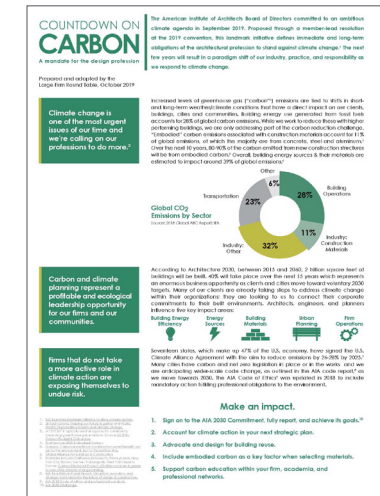 COUNTDOWN ON
CARBON
A mandate for the design profession
The American Institute of Architects Board of Directors committed to an ambitious
climate agenda in September 2019. Proposed through a member-lead resolution
at the 2019 convention, this landmark initiative defines immediate and long-term
obligations of the architectural profession to stand against climate change.¹ The next
few years will result in a paradigm shift of our industry, practice, and responsibility as
we respond to climate change.
Prepared and adopted by the
Large Firm Round Table, October 2019
Climate change is
one of the most urgent
issues of our time and
we're calling on our
professions to do more.²
Increased levels of greenhouse gas ("carbon") emissions are tied to shifts in short-
and long-term weather/climate conditions that have a direct impact on are clients,
buildings, cities and communities. Building energy use generated from fossil fuel
accounts for 28% of global carbon emissions. While we work to reduce these with higher
performing buildings, we are only addressing part of the carbon reduction challenge.
"Embodied" carbon emissions associated with construction materials account for 11%
of global emissions, of which the majority are from concrete, steel and aluminum.
Over the next 10 years, 80-90% of the carbon emitted from new construction structures
will be from embodied carbon. Overall, building energy sources & their materials are
estimated to impact around 39% of global emissions.
Global CO2
Emissions by Sector
Other
6%
Transportation
23%
28%
Building
Operations
11%
Industry:
Construction
Materials
Industry:
Other
32%
Carbon and climate
planning represent a
profitable and ecological
leadership opportunity
for our firms and our
communities.
According to Architecture 2030, between 2015 and 2060, 2 trillion square feet of
buildings will be built. 40% will take place over the next 15 years which represents
an enormous business opportunity as clients and cities move toward voluntary 2030
targets. Many of our clients are already taking steps to address climate change
within their organizations; they are looking to us to connect their corporate
commitments to their built environments. Architects, engineers, and planners
influence five key impact areas:
Building Energy
Efficiency
Energy
Sources
Building
Materials
Urban
Planning
Firm
Operations
Firms that do not take
a more active role in
climate action are
exposing themselves to
undue risk.
Seventeen states, which make up 47% of the U.S. economy, have signed the U.S.
Climate Alliance Agreement with the aim to reduce emissions by 26-28% by 2025.
Many cities have carbon and net zero legislation in place or in the works and we
are anticipating wide-scale code change, as outlined in the AIA code report as
we move towards 2030. The AIA Code of Ethics was updated in 2018 to include
mandatory action fulfilling professional obligations to the environment.
Make an impact.
1. Sign on to the AIA 2030 Commitment, fully report, and achieve its goals.¹⁰
2. Account for climate action in your next strategic plan.
3. Advocate and design for building reuse.
4. Include embodied carbon as a key factor when selecting materials.
5. Support carbon education within your firm, academia, and
professional networks.